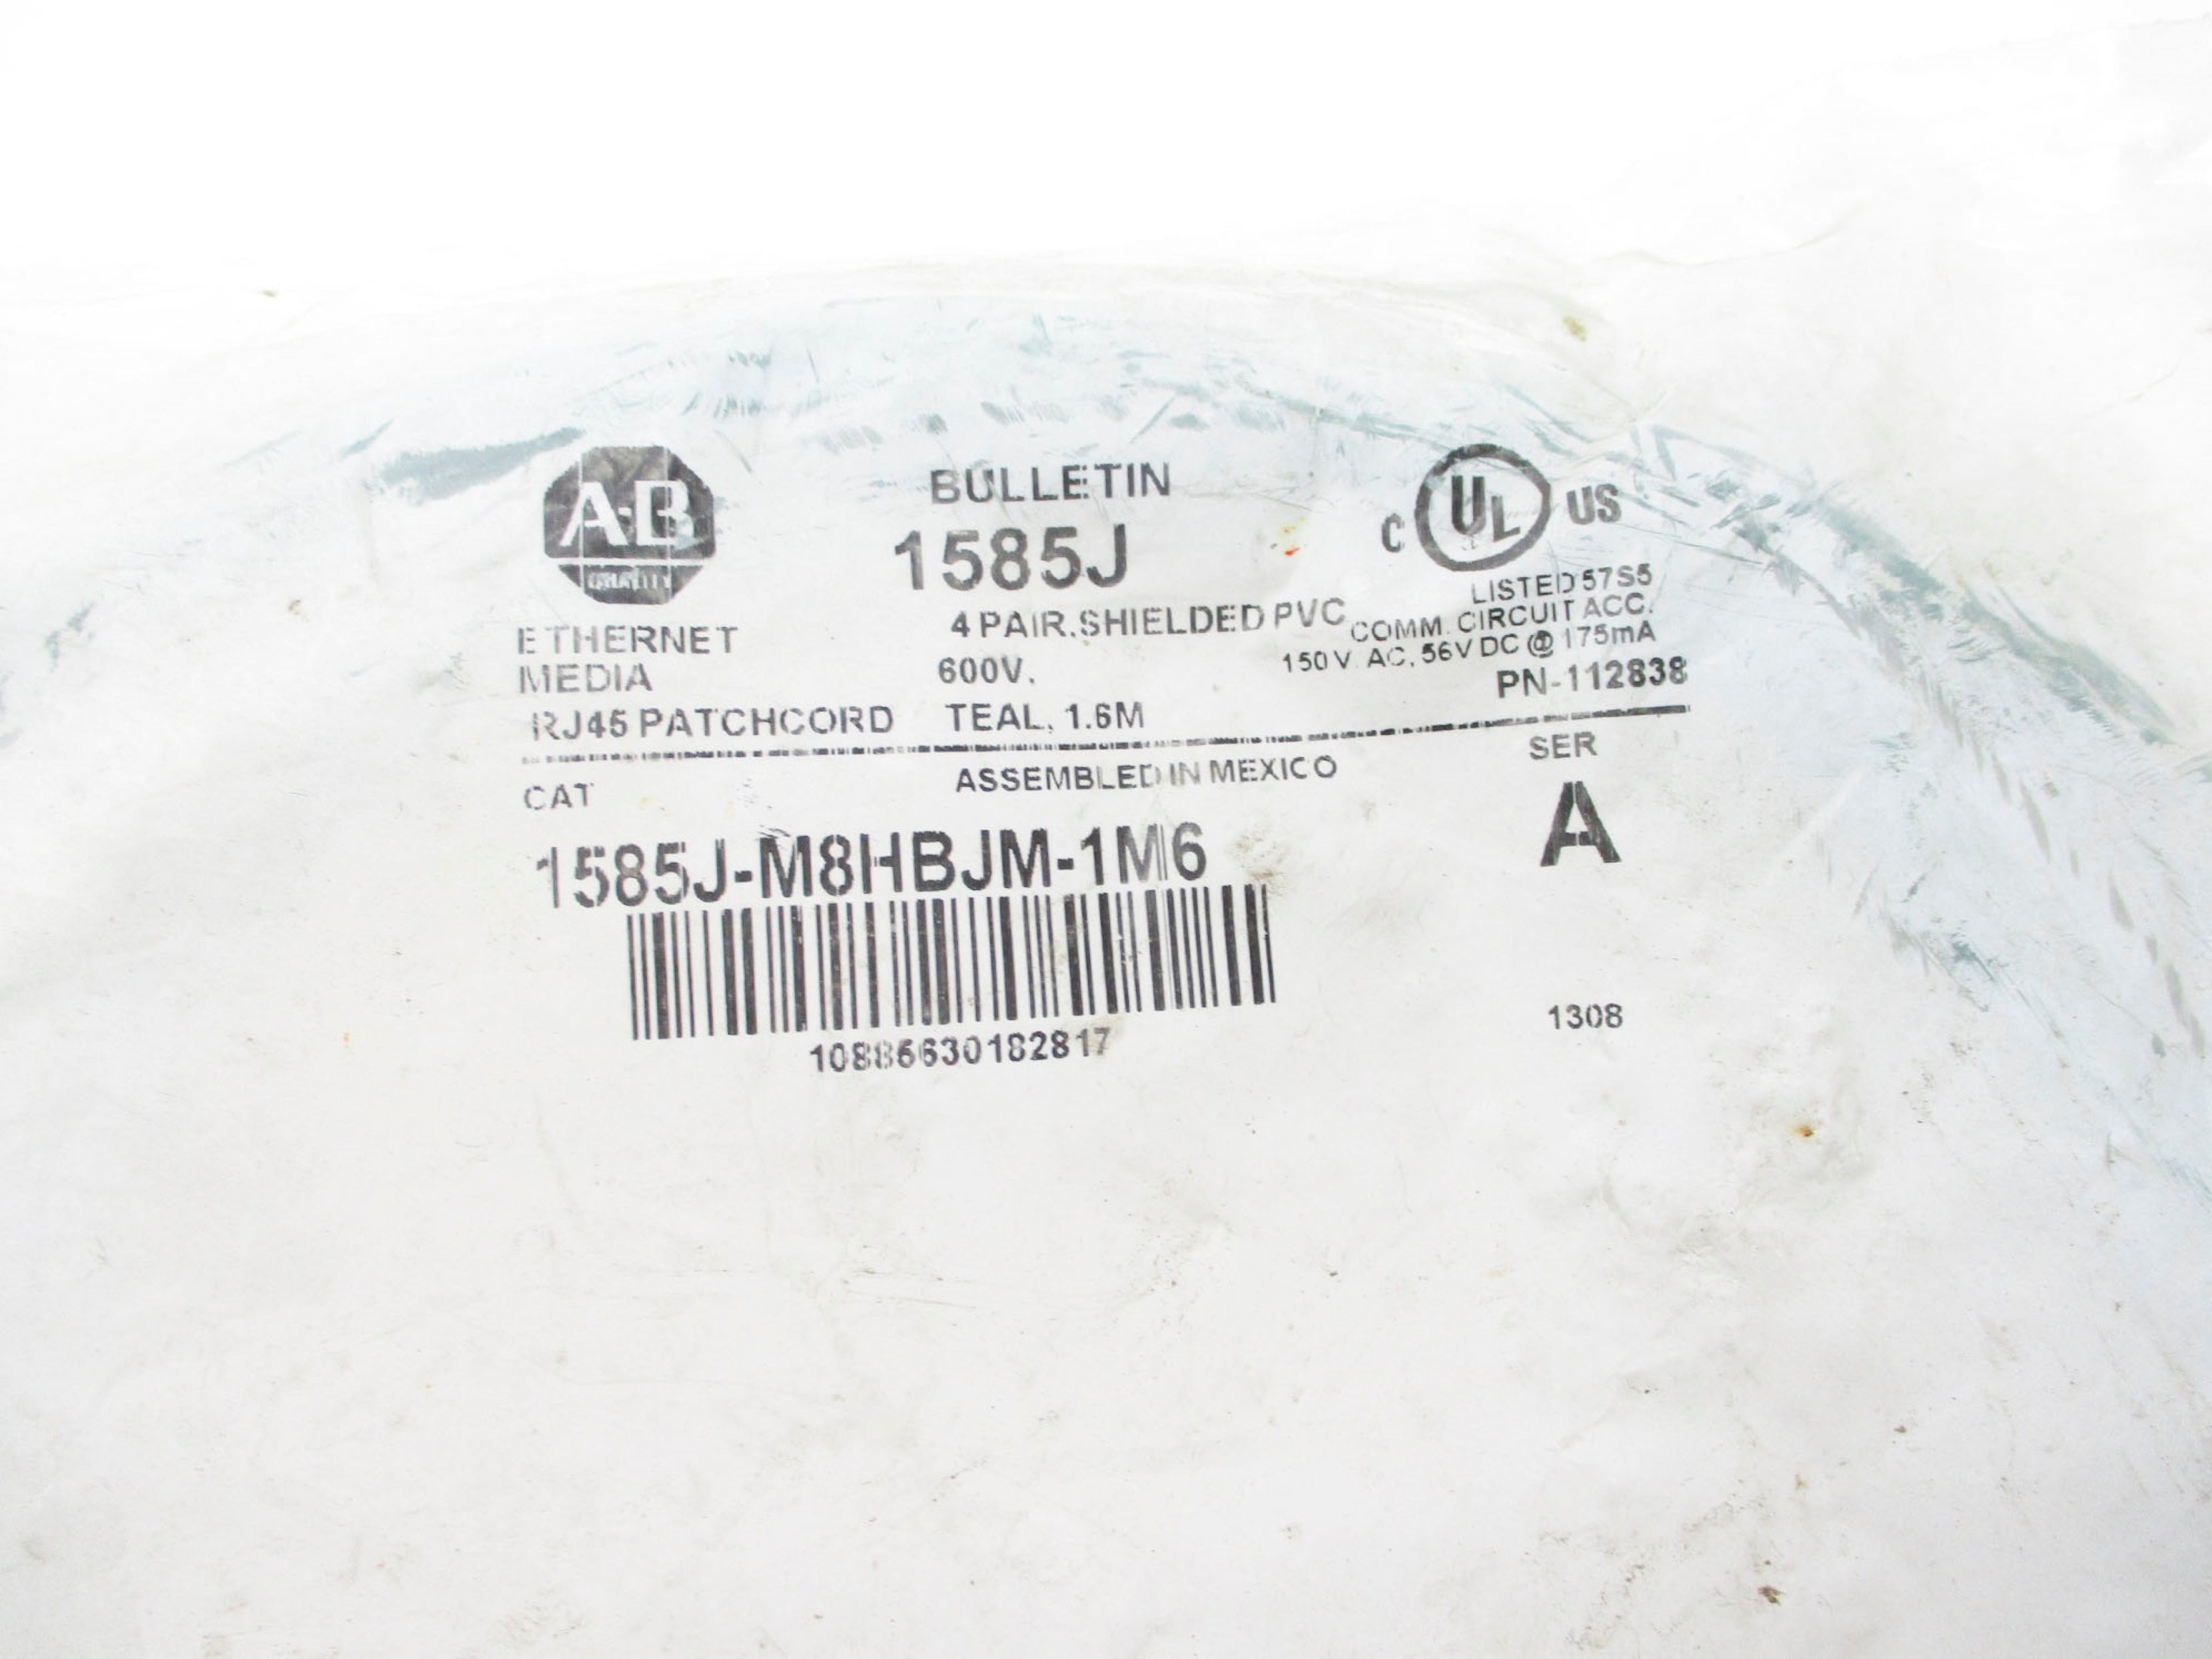 A-B
QUALITY
BULLETIN
1585J
C UL US
LISTED 57S5
ETHERNET
MEDIA
4 PAIR, SHIELDED PVC
COMM. CIRCUIT ACC.
600V.
150 V. AC, 56V DC @ 175mA
PN-112838
RJ45 PATCHCORD
TEAL, 1.6M
CAT
ASSEMBLED IN MEXICO
SER
A
1585J-M8HBJM-1M6
10885630182817
1308